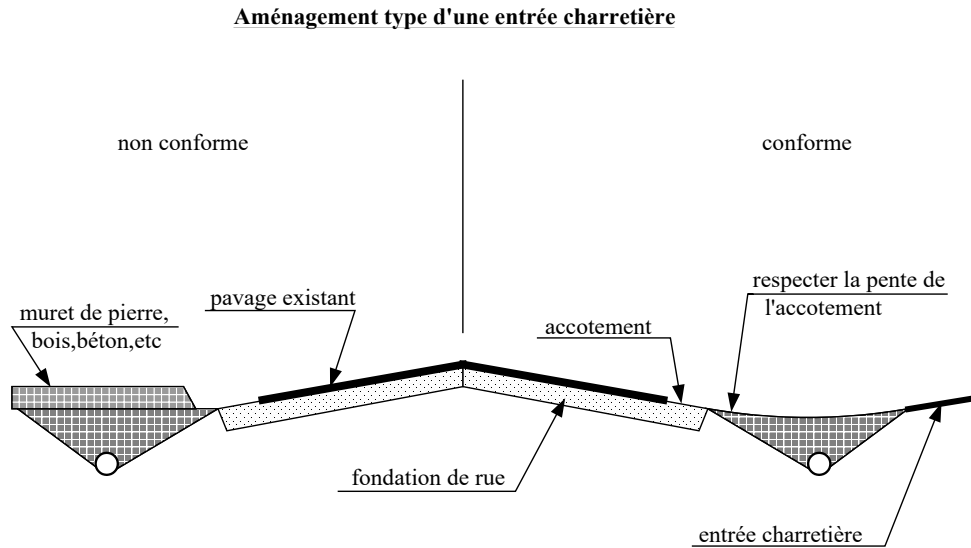 Aménagement type d'une entrée charretière
non conforme
conforme
muret de pierre,
bois,béton,etc
pavage existant
accotement
respecter la pente de
l'accotement
fondation de rue
entrée charretière